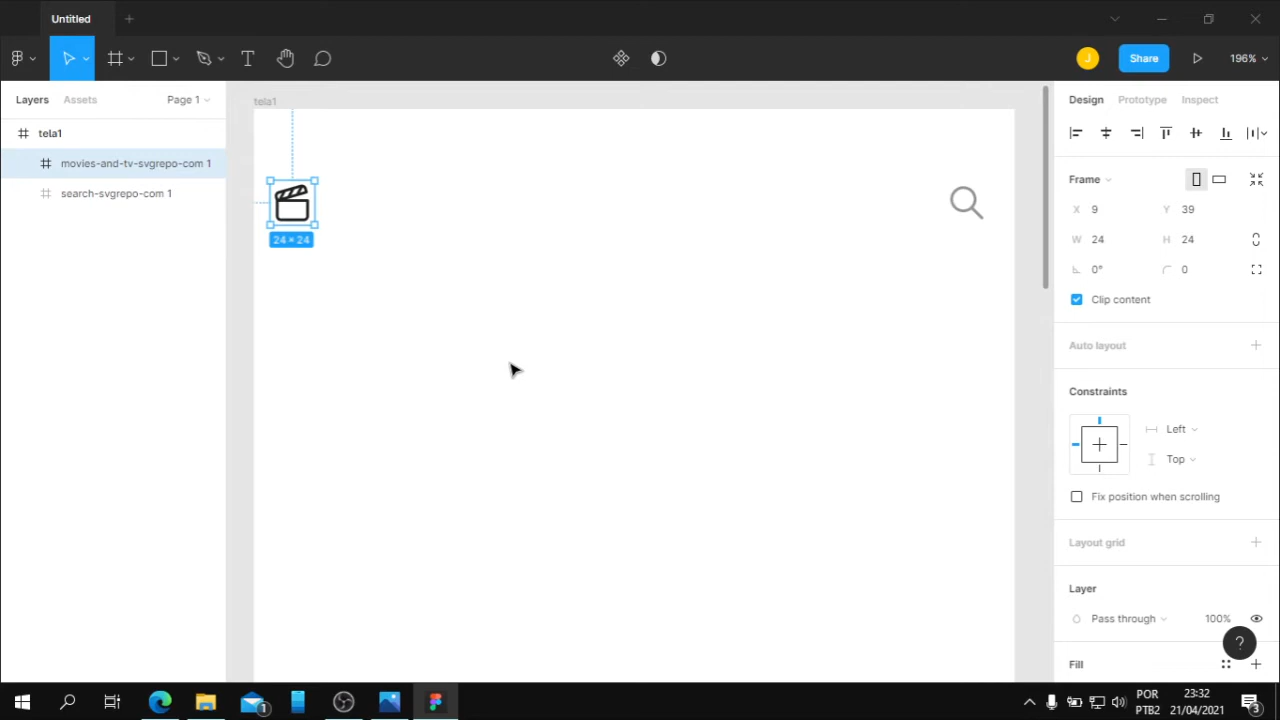 Untitled
J
Share
196%
Layers
Assets
Page 1
tela1
movies-and-tv-svgrepo-com 1
search-svgrepo-com 1
tela1
24 × 24
Design
Prototype
Inspect
Frame
X 9
Y 39
W 24
H 24
0°
0
Clip content
Auto layout
Constraints
Left
Top
Fix position when scrolling
Layout grid
Layer
Pass through
100%
?
Fill
1
POR
PTB2
23:32
21/04/2021
3